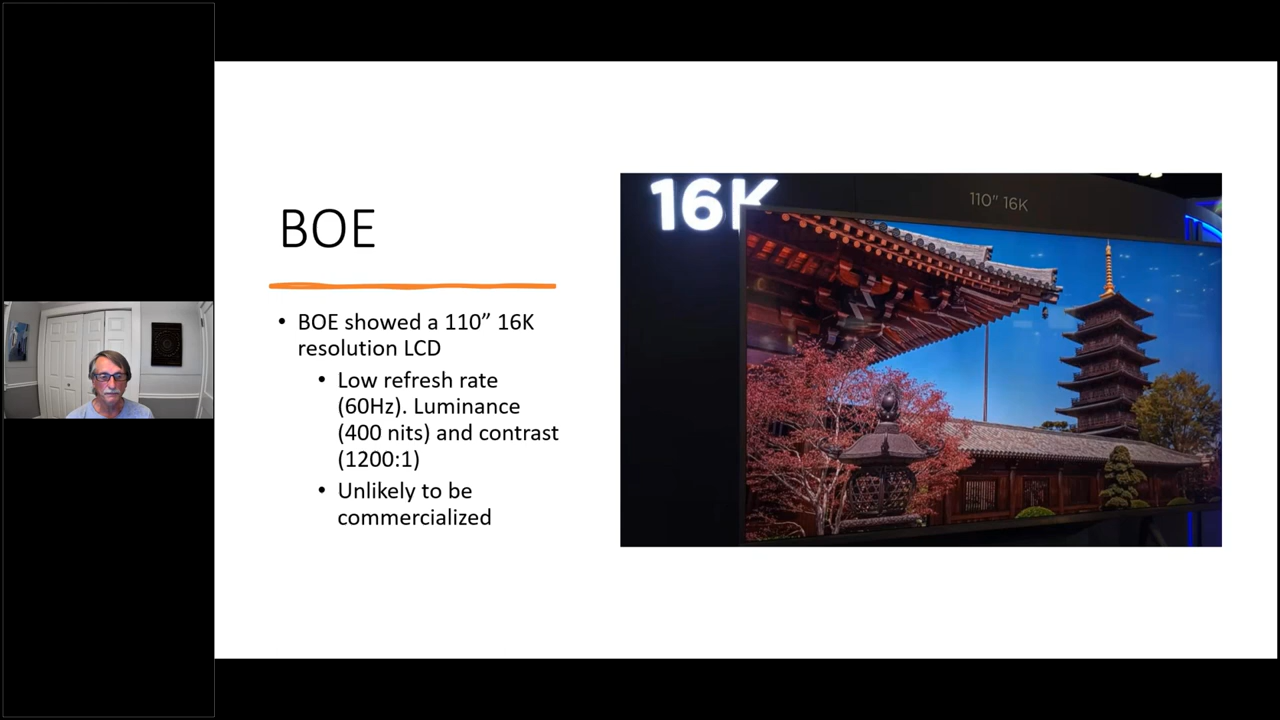 BOE
• BOE showed a 110” 16K
resolution LCD
• Low refresh rate
(60Hz). Luminance
(400 nits) and contrast
(1200:1)
• Unlikely to be
commercialized
16K
110” 16K